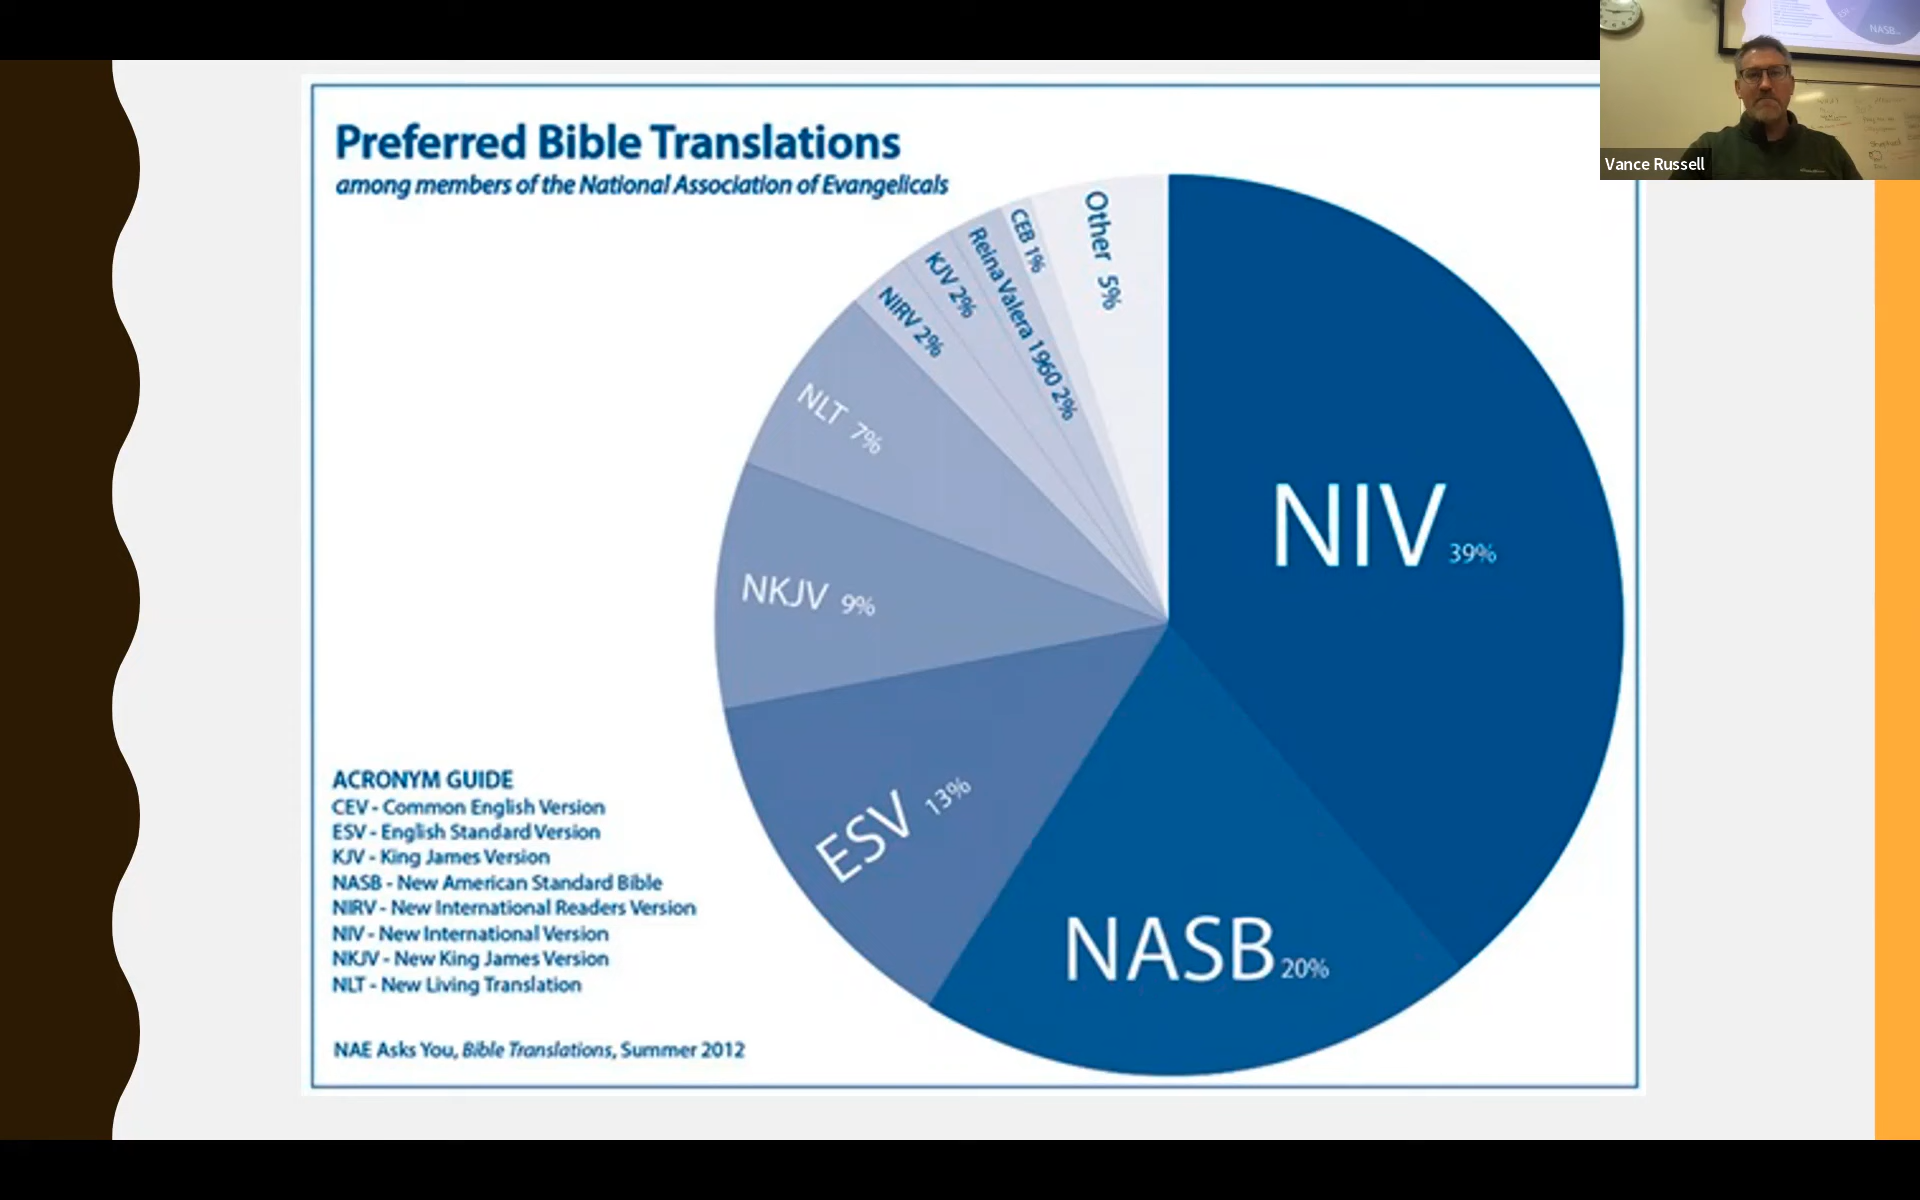 Preferred Bible Translations
among members of the National Association of Evangelicals
NIV 39%
NASB 20%
ESV 13%
NKJV 9%
NLT 7%
NIRV 2%
KJV 2%
Reina Valera 1960 2%
CEB 1%
Other 5%
ACRONYM GUIDE
CEV - Common English Version
ESV - English Standard Version
KJV - King James Version
NASB - New American Standard Bible
NIRV - New International Readers Version
NIV - New International Version
NKJV - New King James Version
NLT - New Living Translation
NAE Asks You, Bible Translations, Summer 2012
Vance Russell
NASB